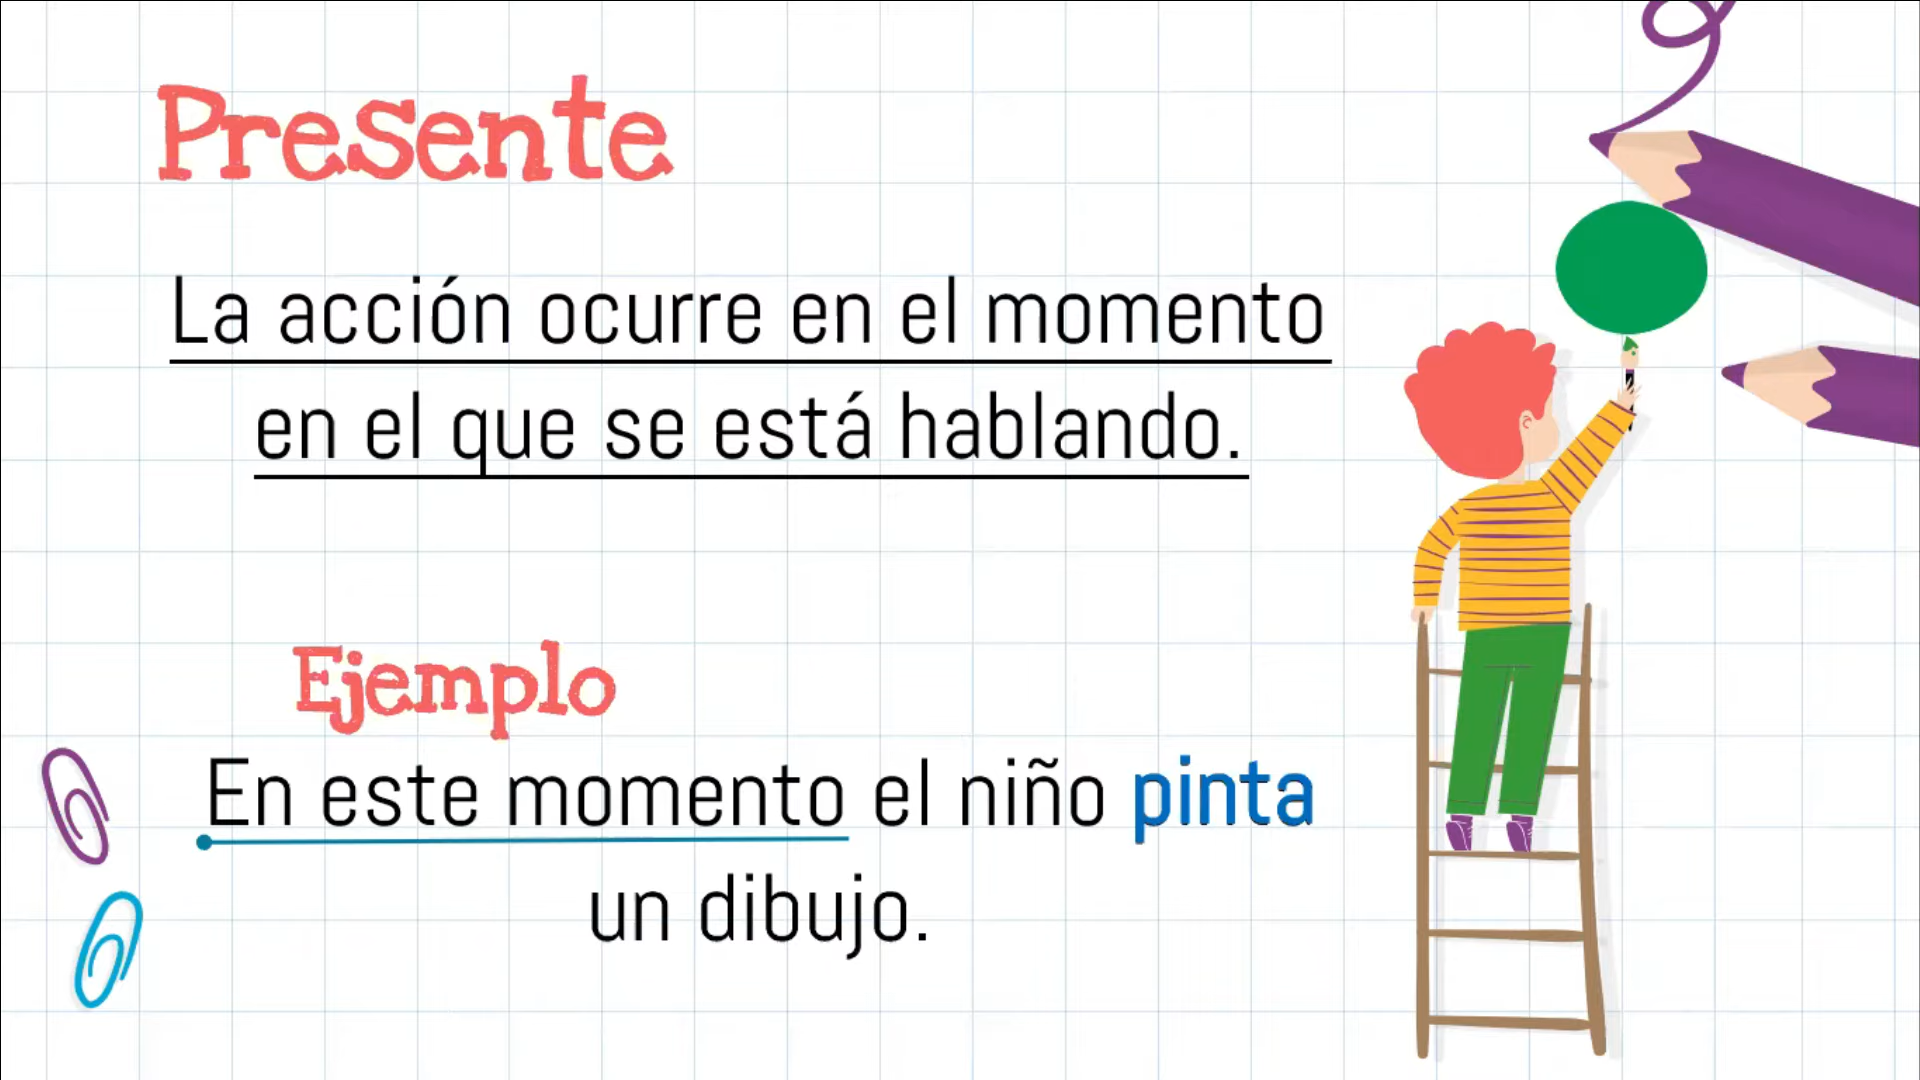 Presente
La acción ocurre en el momento
en el que se está hablando.
Ejemplo
En este momento el niño pinta
un dibujo.